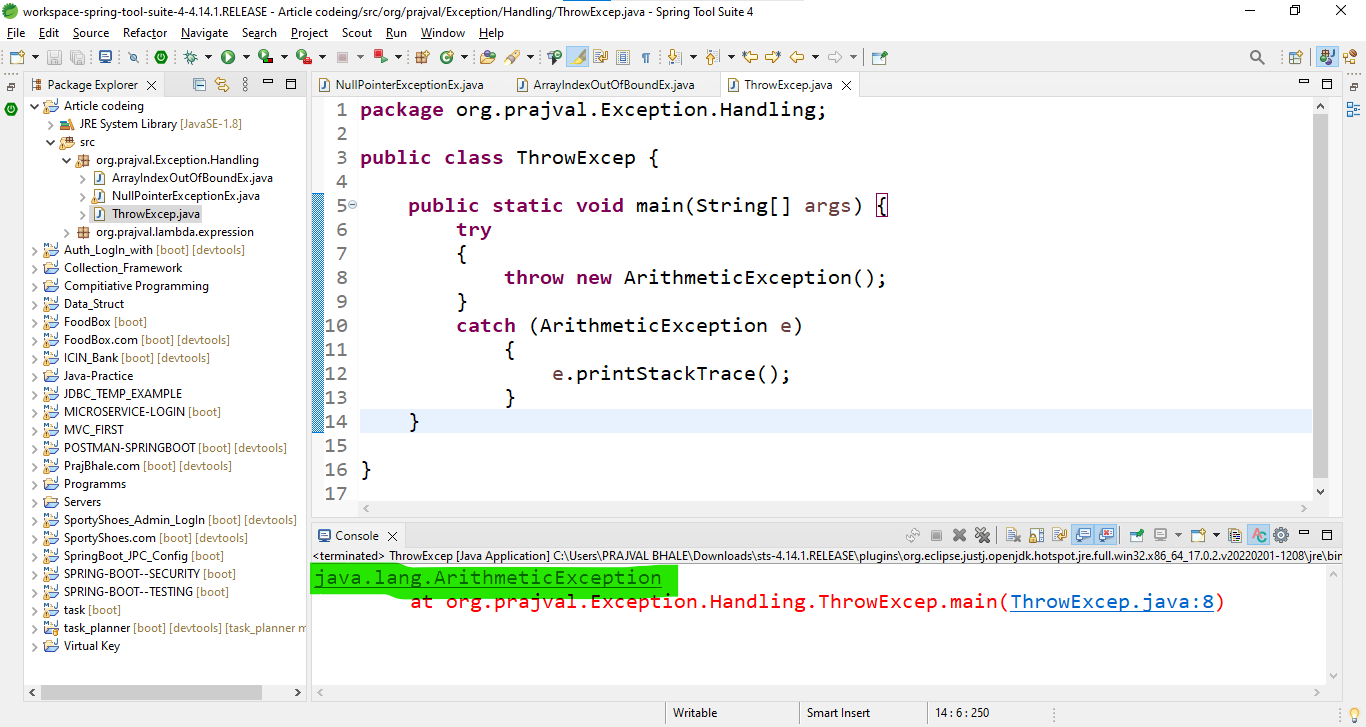 workspace-spring-tool-suite-4-4.14.1.RELEASE - Article codeing/src/org/prajval/Exception/Handling/ThrowExcep.java - Spring Tool Suite 4
File Edit Source Refactor Navigate Search Project Scout Run Window Help
Package Explorer
Article codeing
JRE System Library [JavaSE-1.8]
src
org.prajval.Exception.Handling
ArrayIndexOutOfBoundEx.java
NullPointerExceptionEx.java
ThrowExcep.java
org.prajval.lambda.expression
Auth_LogIn_with [boot] [devtools]
Collection_Framework
Compitiative Programming
Data_Struct
FoodBox [boot]
FoodBox.com [boot] [devtools]
ICIN_Bank [boot] [devtools]
Java-Practice
JDBC_TEMP_EXAMPLE
MICROSERVICE-LOGIN [boot]
MVC_FIRST
POSTMAN-SPRINGBOOT [boot] [devtools]
PrajBhale.com [boot] [devtools]
Programms
Servers
SportyShoes_Admin_LogIn [boot] [devtools]
SportyShoes.com [boot] [devtools]
SpringBoot_JPC_Config [boot]
SPRING-BOOT--SECURITY [boot]
SPRING-BOOT--TESTING [boot]
task [boot]
task_planner [boot] [devtools] [task_planner m
Virtual Key
NullPointerExceptionEx.java ArrayIndexOutOfBoundEx.java ThrowExcep.java
1 package org.prajval.Exception.Handling;
2
3 public class ThrowExcep {
4
5 public static void main(String[] args) {
6 try
7 {
8 throw new ArithmeticException();
9 }
10 catch (ArithmeticException e)
11 {
12 e.printStackTrace();
13 }
14 }
15
16 }
17
Console
<terminated> ThrowExcep [Java Application] C:\Users\PRAJVAL BHALE\Downloads\sts-4.14.1.RELEASE\plugins\org.eclipse.justj.openjdk.hotspot.jre.full.win32.x86_64_17.0.2.v20220201-1208\jre\bin
java.lang.ArithmeticException
at org.prajval.Exception.Handling.ThrowExcep.main(ThrowExcep.java:8)
Writable Smart Insert 14 : 6 : 250